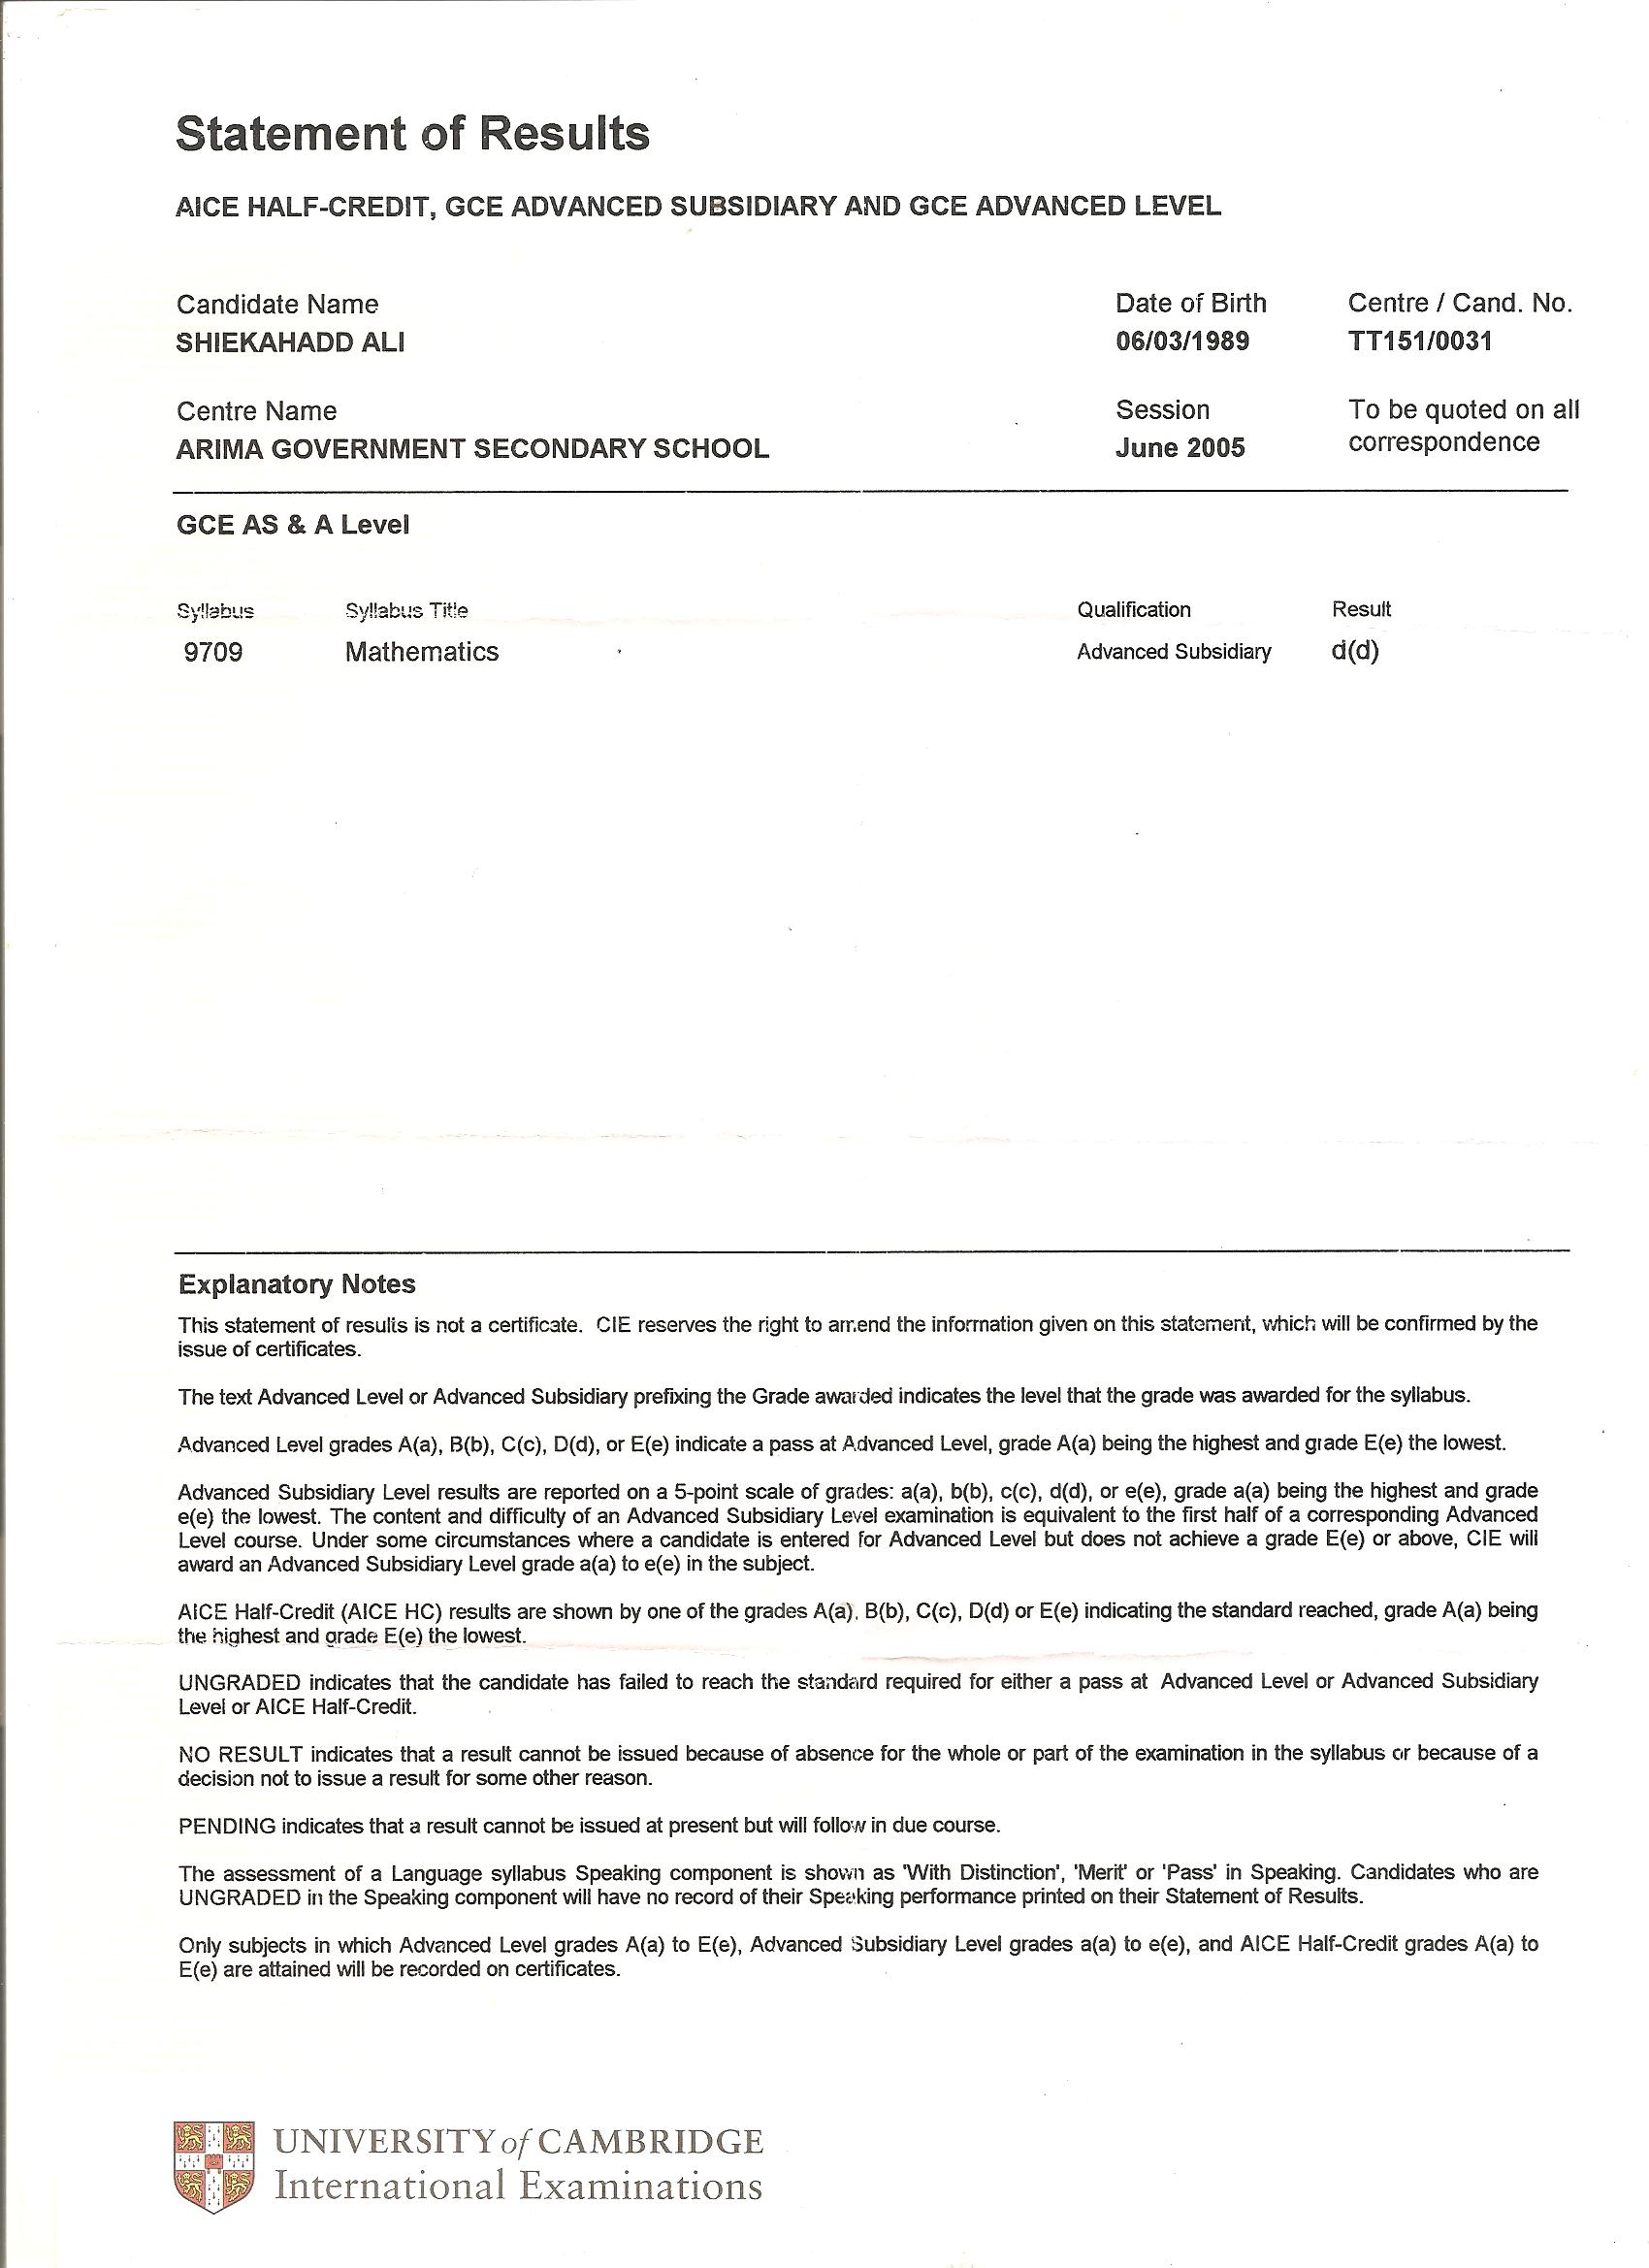 Statement of Results
AICE HALF-CREDIT, GCE ADVANCED SUBSIDIARY AND GCE ADVANCED LEVEL
Candidate Name
SHIEKAHADD ALI
Date of Birth
06/03/1989
Centre / Cand. No.
TT151/0031
Centre Name
ARIMA GOVERNMENT SECONDARY SCHOOL
Session
June 2005
To be quoted on all
correspondence
GCE AS & A Level
Syllabus Syllabus Title Qualification Result
9709 Mathematics Advanced Subsidiary d(d)
Explanatory Notes
This statement of results is not a certificate. CIE reserves the right to amend the information given on this statement, which will be confirmed by the
issue of certificates.
The text Advanced Level or Advanced Subsidiary prefixing the Grade awarded indicates the level that the grade was awarded for the syllabus.
Advanced Level grades A(a), B(b), C(c), D(d), or E(e) indicate a pass at Advanced Level, grade A(a) being the highest and grade E(e) the lowest.
Advanced Subsidiary Level results are reported on a 5-point scale of grades: a(a), b(b), c(c), d(d), or e(e), grade a(a) being the highest and grade
e(e) the lowest. The content and difficulty of an Advanced Subsidiary Level examination is equivalent to the first half of a corresponding Advanced
Level course. Under some circumstances where a candidate is entered for Advanced Level but does not achieve a grade E(e) or above, CIE will
award an Advanced Subsidiary Level grade a(a) to e(e) in the subject.
AICE Half-Credit (AICE HC) results are shown by one of the grades A(a), B(b), C(c), D(d) or E(e) indicating the standard reached, grade A(a) being
the highest and grade E(e) the lowest.
UNGRADED indicates that the candidate has failed to reach the standard required for either a pass at Advanced Level or Advanced Subsidiary
Level or AICE Half-Credit.
NO RESULT indicates that a result cannot be issued because of absence for the whole or part of the examination in the syllabus or because of a
decision not to issue a result for some other reason.
PENDING indicates that a result cannot be issued at present but will follow in due course.
The assessment of a Language syllabus Speaking component is shown as 'With Distinction', 'Merit' or 'Pass' in Speaking. Candidates who are
UNGRADED in the Speaking component will have no record of their Speaking performance printed on their Statement of Results.
Only subjects in which Advanced Level grades A(a) to E(e), Advanced Subsidiary Level grades a(a) to e(e), and AICE Half-Credit grades A(a) to
E(e) are attained will be recorded on certificates.
UNIVERSITY of CAMBRIDGE
International Examinations